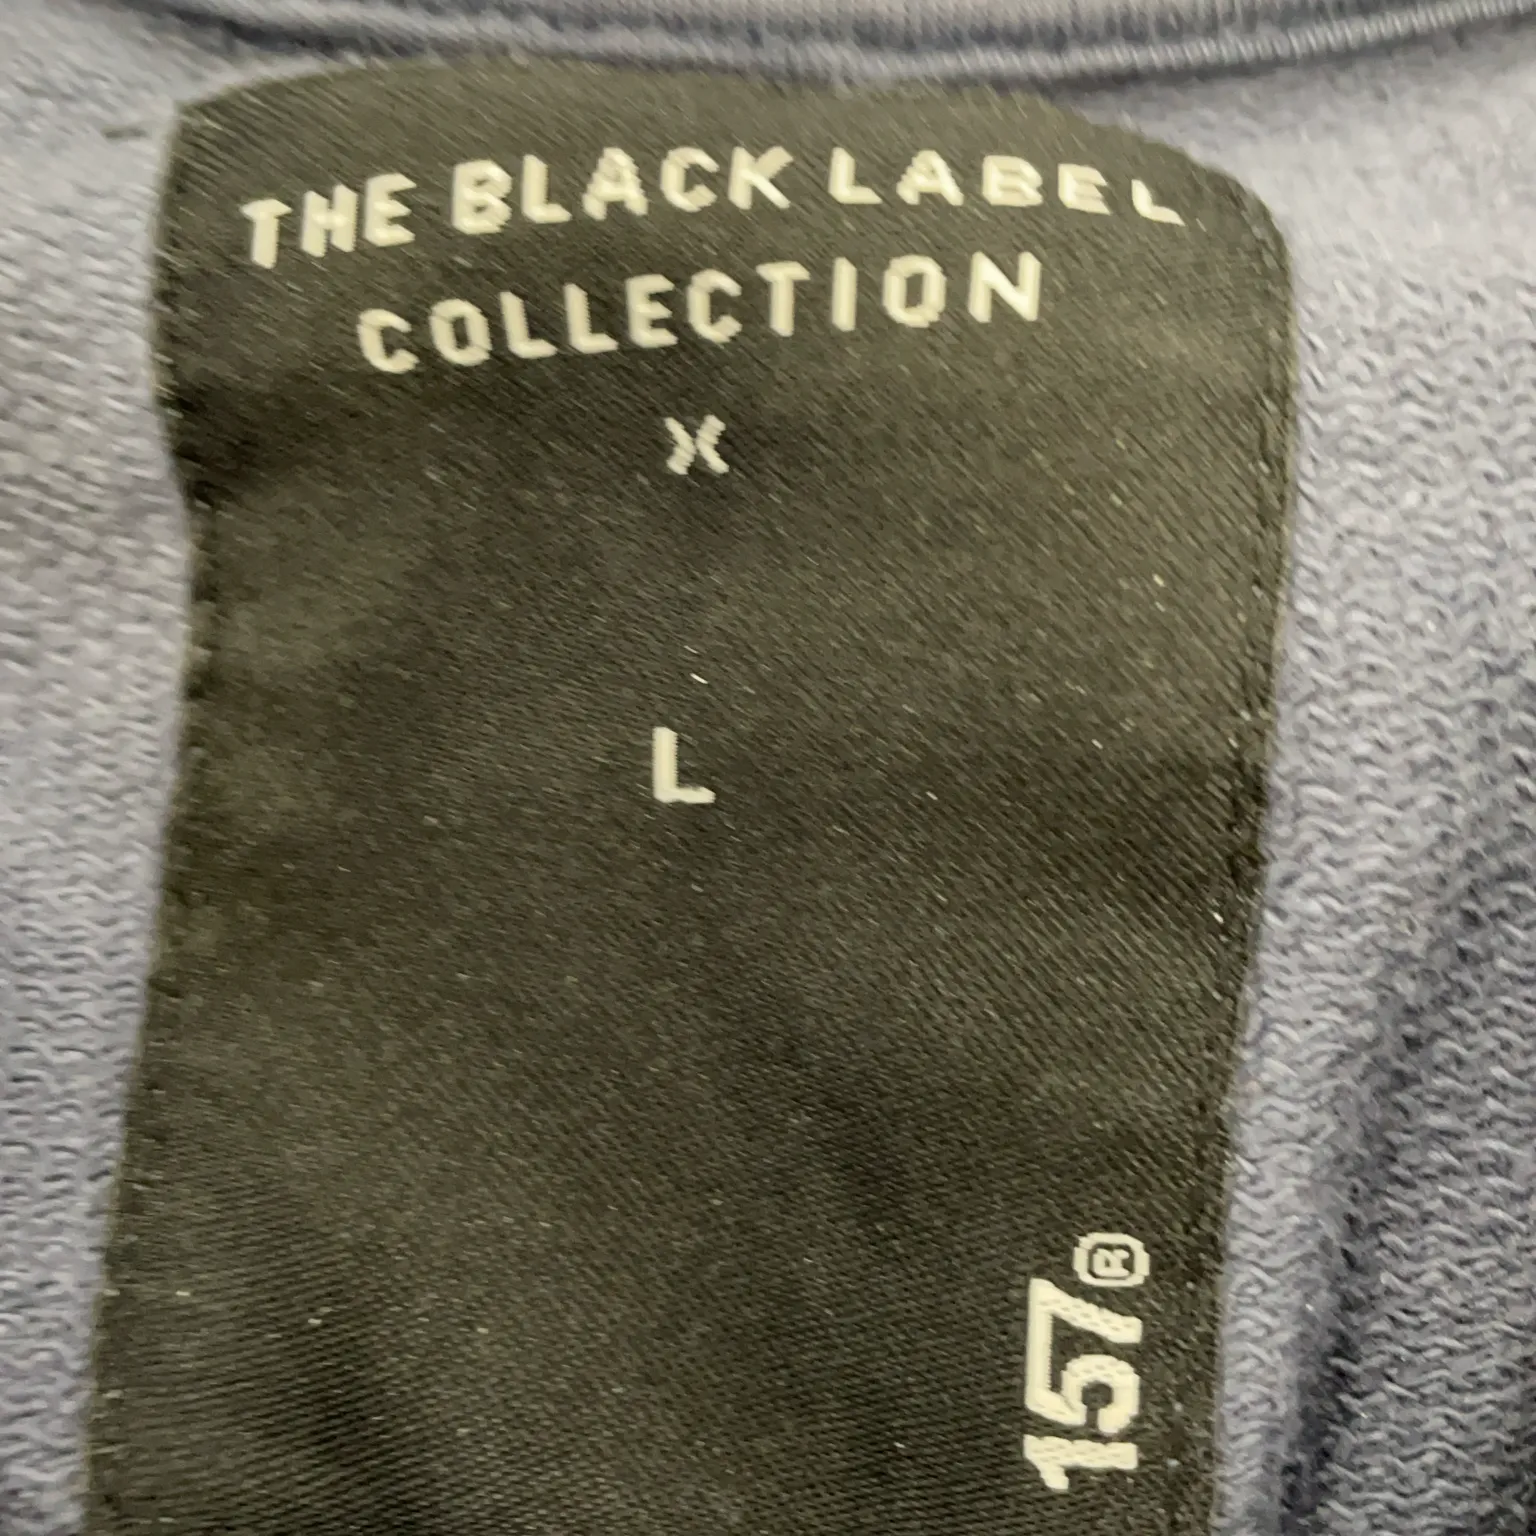 THE BLACK LABEL
COLLECTION
X
L
157®